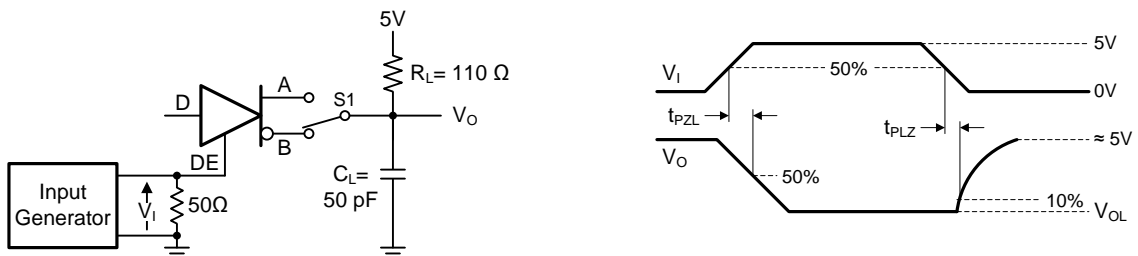 5V
R_L= 110 Ω
A
D
S1
V_O
B
DE
Input
Generator
V_I
50Ω
C_L=
50 pF
5V
V_I
50%
0V
t_PZL
t_PLZ
V_O
≈ 5V
50%
10%
V_OL